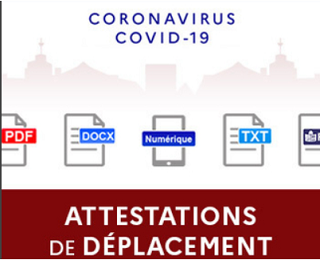 CORONAVIRUS
COVID-19
PDF DOCX Numérique TXT
ATTESTATIONS
DE DÉPLACEMENT